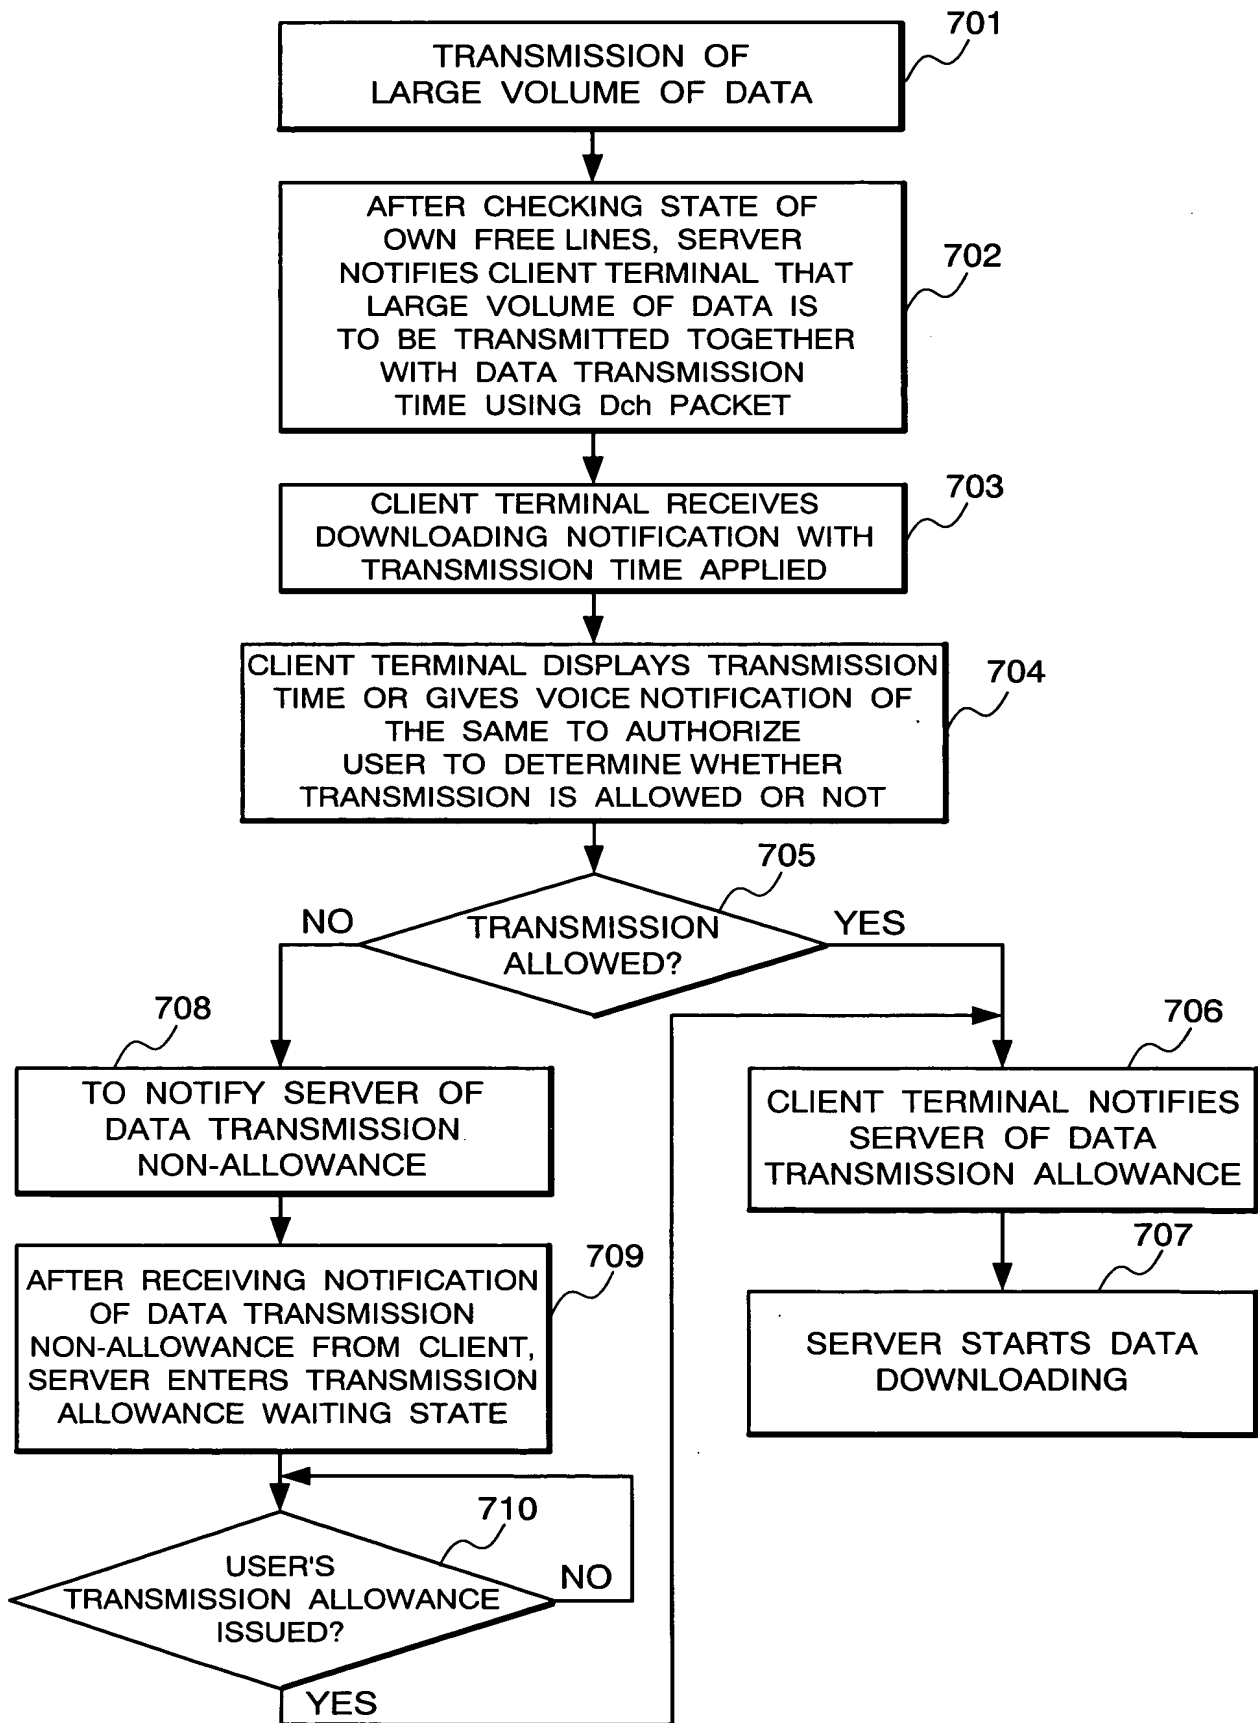 701
TRANSMISSION OF
LARGE VOLUME OF DATA
702
AFTER CHECKING STATE OF
OWN FREE LINES, SERVER
NOTIFIES CLIENT TERMINAL THAT
LARGE VOLUME OF DATA IS
TO BE TRANSMITTED TOGETHER
WITH DATA TRANSMISSION
TIME USING Dch PACKET
703
CLIENT TERMINAL RECEIVES
DOWNLOADING NOTIFICATION WITH
TRANSMISSION TIME APPLIED
704
CLIENT TERMINAL DISPLAYS TRANSMISSION
TIME OR GIVES VOICE NOTIFICATION OF
THE SAME TO AUTHORIZE
USER TO DETERMINE WHETHER
TRANSMISSION IS ALLOWED OR NOT
705
NO
TRANSMISSION
ALLOWED?
YES
708
TO NOTIFY SERVER OF
DATA TRANSMISSION
NON-ALLOWANCE
706
CLIENT TERMINAL NOTIFIES
SERVER OF DATA
TRANSMISSION ALLOWANCE
709
AFTER RECEIVING NOTIFICATION
OF DATA TRANSMISSION
NON-ALLOWANCE FROM CLIENT,
SERVER ENTERS TRANSMISSION
ALLOWANCE WAITING STATE
707
SERVER STARTS DATA
DOWNLOADING
710
USER'S
TRANSMISSION ALLOWANCE
ISSUED?
NO
YES